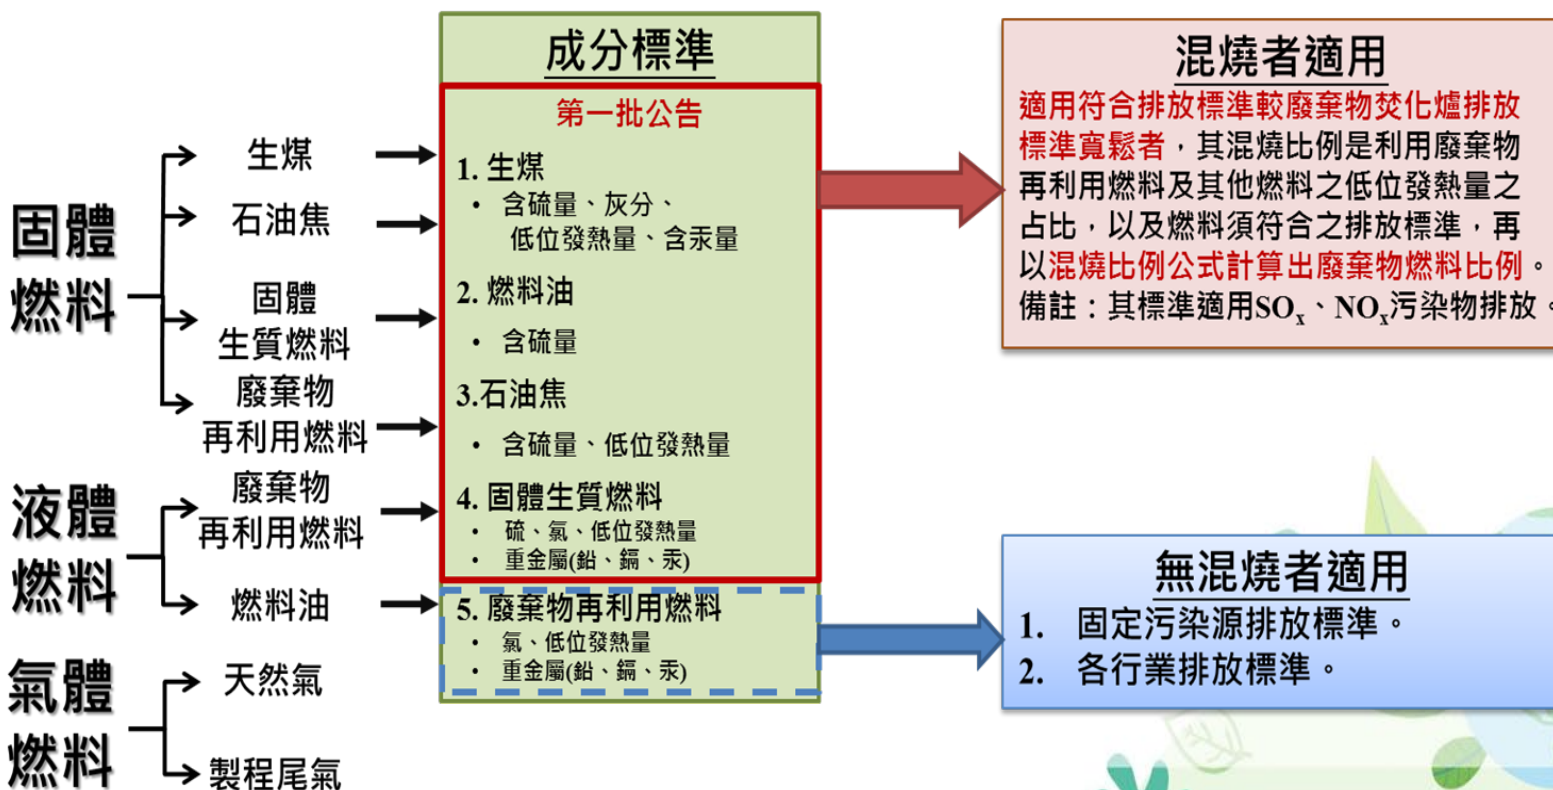 固體
燃料
生煤
石油焦
固體
生質燃料
廢棄物
再利用燃料
液體
燃料
廢棄物
再利用燃料
燃料油
氣體
燃料
天然氣
製程尾氣
成分標準
第一批公告
1. 生煤
• 含硫量、灰分、
低位發熱量、含汞量
2. 燃料油
• 含硫量
3.石油焦
• 含硫量、低位發熱量
4. 固體生質燃料
• 硫、氯、低位發熱量
• 重金屬(鉛、鎘、汞)
5. 廢棄物再利用燃料
• 氯、低位發熱量
• 重金屬(鉛、鎘、汞)
混燒者適用
適用符合排放標準較廢棄物焚化爐排放
標準寬鬆者，其混燒比例是利用廢棄物
再利用燃料及其他燃料之低位發熱量之
占比，以及燃料須符合之排放標準，再
以混燒比例公式計算出廢棄物燃料比例。
備註：其標準適用SOx、NOx污染物排放。
無混燒者適用
1. 固定污染源排放標準。
2. 各行業排放標準。